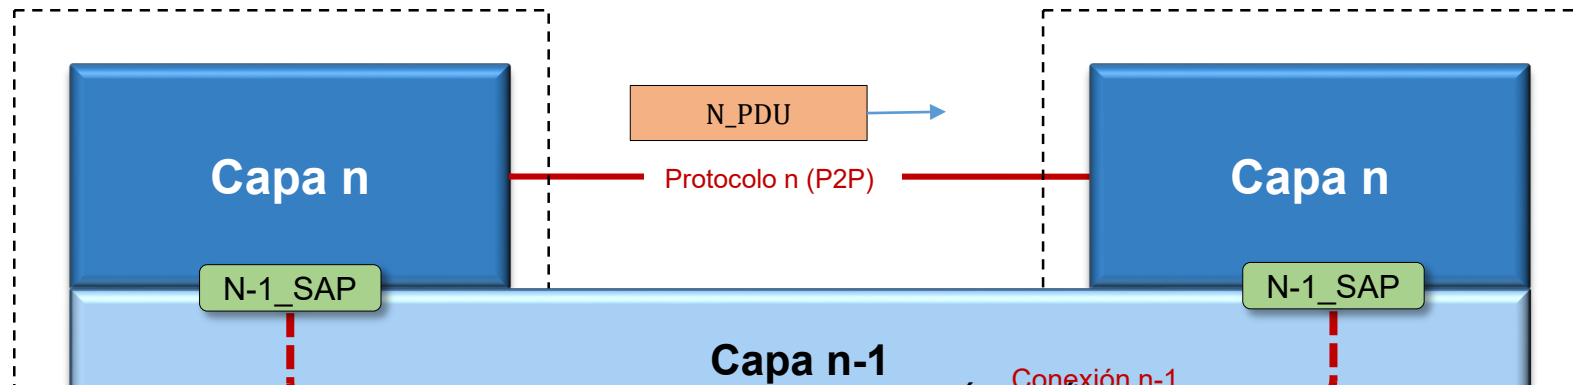 N_PDU
Capa n
Protocolo n (P2P)
Capa n
N-1_SAP
N-1_SAP
Capa n-1
Conexión n-1